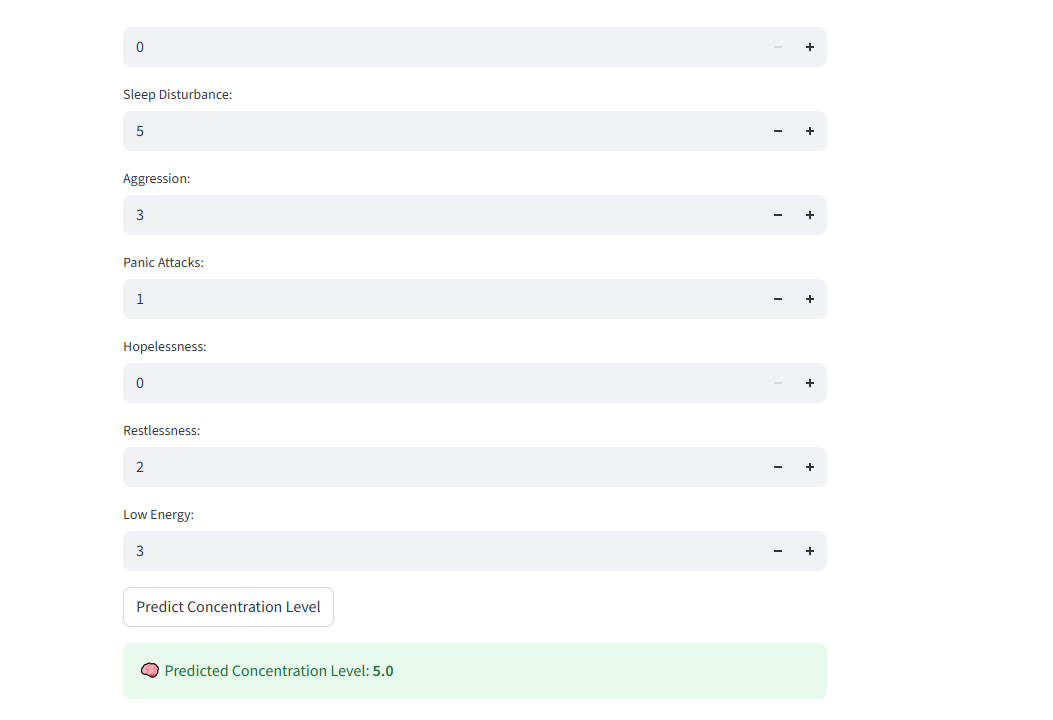 0
Sleep Disturbance:
5
Aggression:
3
Panic Attacks:
1
Hopelessness:
0
Restlessness:
2
Low Energy:
3
Predict Concentration Level
🧠 Predicted Concentration Level: 5.0